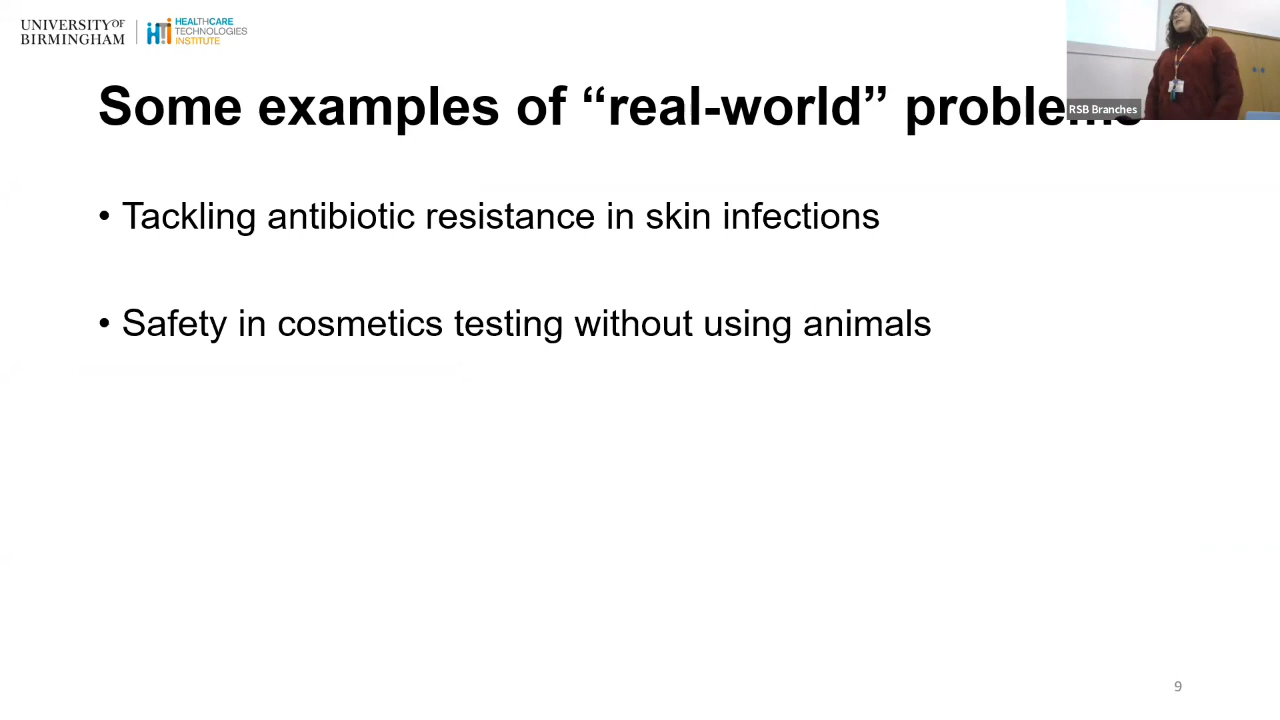 UNIVERSITY OF
BIRMINGHAM
HEALTHCARE
TECHNOLOGIES
INSTITUTE
Some examples of “real-world” problems
RSB Branches
• Tackling antibiotic resistance in skin infections
• Safety in cosmetics testing without using animals
9